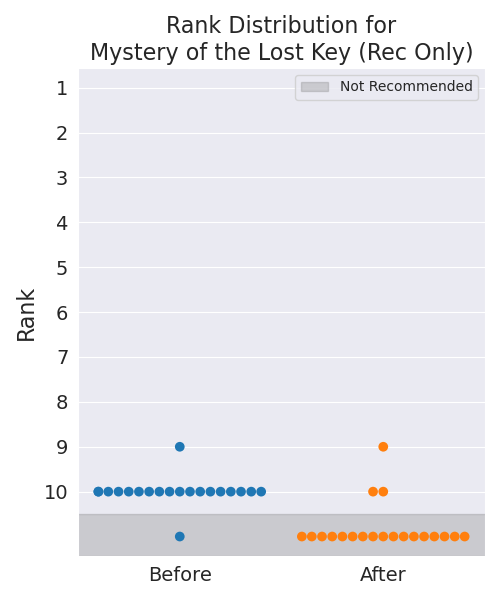 Rank Distribution for
Mystery of the Lost Key (Rec Only)
Not Recommended
Rank
1
2
3
4
5
6
7
8
9
10
Before After